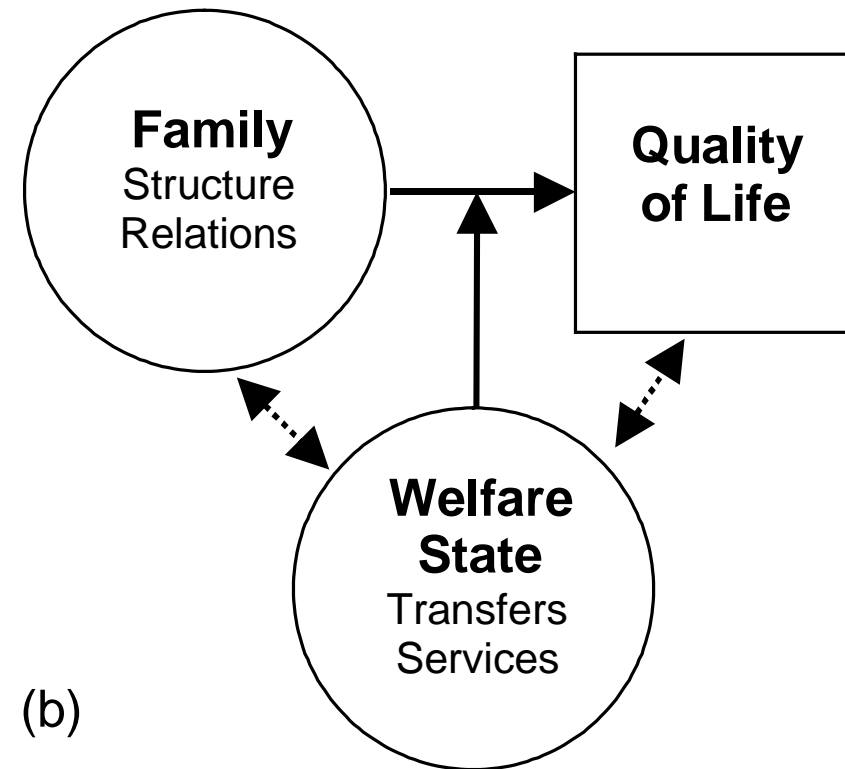 Family
Structure
Relations
Quality
of Life
Welfare
State
Transfers
Services
(b)